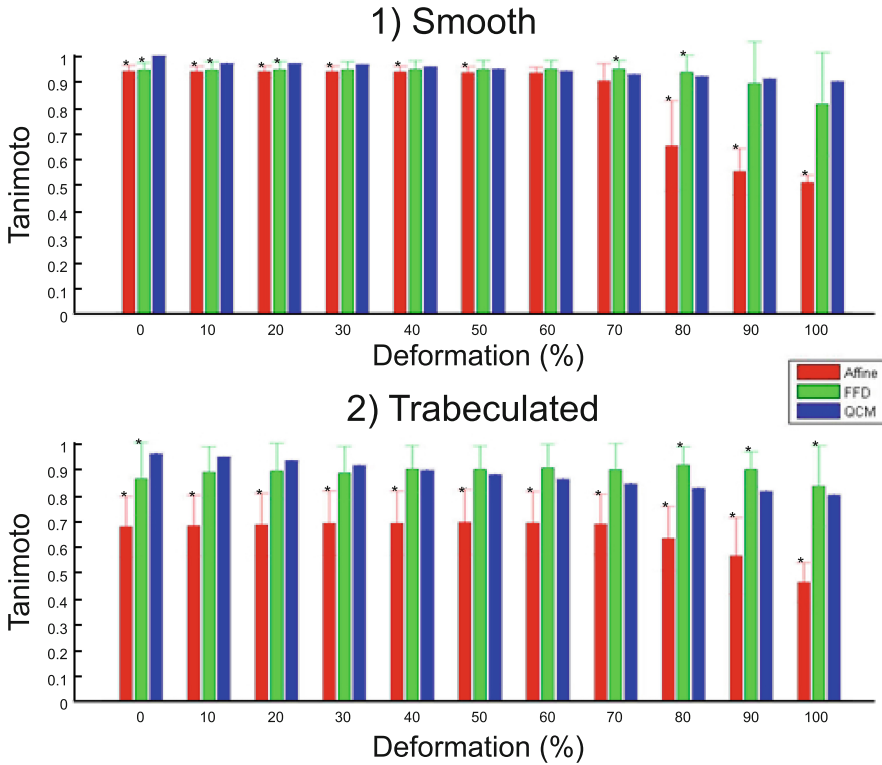 1) Smooth
Tanimoto
1
0.9
0.8
0.7
0.6
0.5
0.4
0.3
0.2
0.1
0
* * * * * * * * * * * * * *
0 10 20 30 40 50 60 70 80 90 100
Deformation (%)
Affine
FFD
QCM
2) Trabeculated
Tanimoto
1
0.9
0.8
0.7
0.6
0.5
0.4
0.3
0.2
0.1
0
* * * * * * * * * * * * * * *
0 10 20 30 40 50 60 70 80 90 100
Deformation (%)